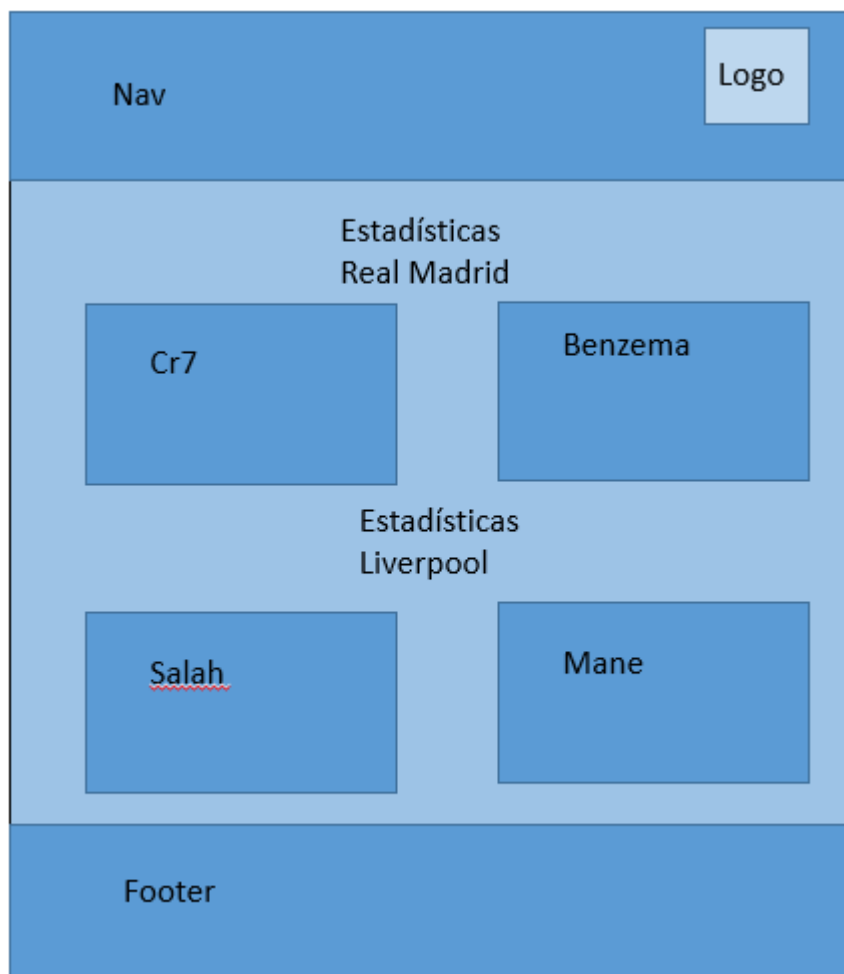 Nav
Logo
Estadísticas
Real Madrid
Cr7
Benzema
Estadísticas
Liverpool
Salah
Mane
Footer